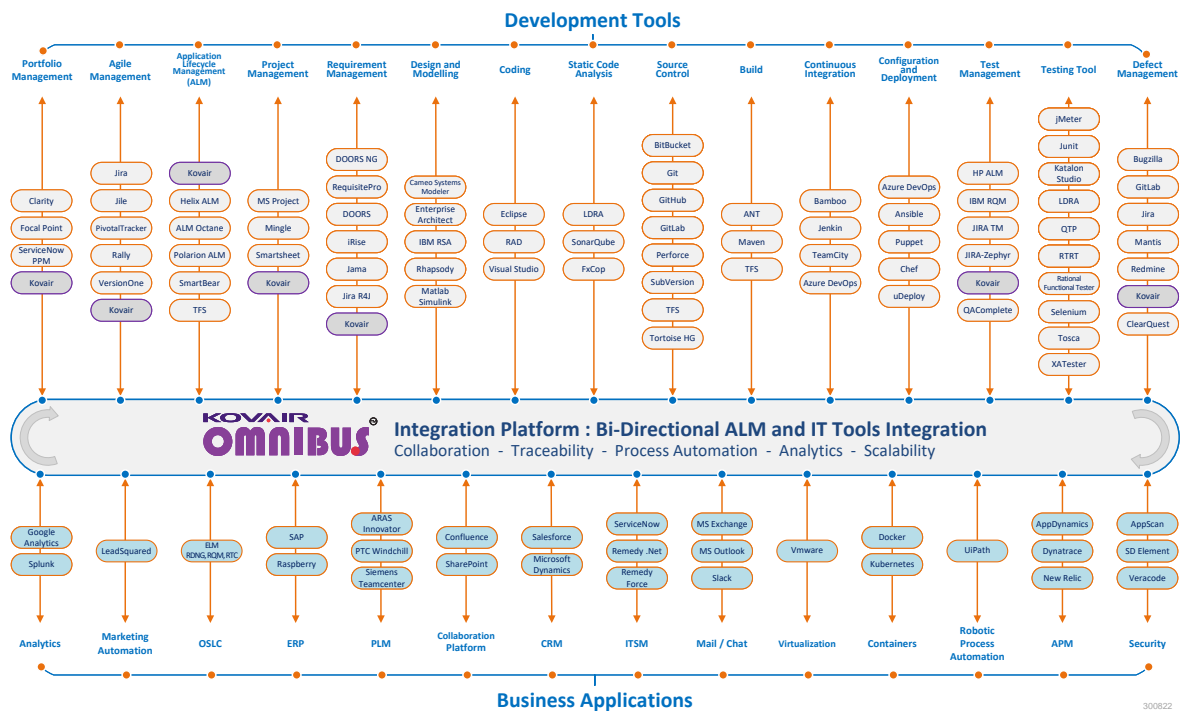 Development Tools
Portfolio
Management
Agile
Management
Application
Lifecycle
Management
(ALM)
Project
Management
Requirement
Management
Design and
Modelling
Coding
Static Code
Analysis
Source
Control
Build
Continuous
Integration
Configuration
and
Deployment
Test
Management
Testing Tool
Defect
Management
Clarity
Focal Point
ServiceNow
PPM
Kovair
Jira
Jile
PivotalTracker
Rally
VersionOne
Kovair
Kovair
Helix ALM
ALM Octane
Polarion ALM
SmartBear
TFS
MS Project
Mingle
Smartsheet
Kovair
DOORS NG
RequisitePro
DOORS
iRise
Jama
Jira R4J
Kovair
Cameo Systems
Modeler
Enterprise
Architect
IBM RSA
Rhapsody
Matlab
Simulink
Eclipse
RAD
Visual Studio
LDRA
SonarQube
FxCop
BitBucket
Git
GitHub
GitLab
Perforce
SubVersion
TFS
Tortoise HG
ANT
Maven
TFS
Bamboo
Jenkin
TeamCity
Azure DevOps
Azure DevOps
Ansible
Puppet
Chef
uDeploy
HP ALM
IBM RQM
JIRA TM
JIRA-Zephyr
Kovair
QAComplete
jMeter
Junit
Katalon
Studio
LDRA
QTP
RTRT
Rational
Functional Tester
Selenium
Tosca
XATester
Bugzilla
GitLab
Jira
Mantis
Redmine
Kovair
ClearQuest
KOVAIR
OMNIBUS
Integration Platform : Bi-Directional ALM and IT Tools Integration
Collaboration - Traceability - Process Automation - Analytics - Scalability
Google
Analytics
Splunk
LeadSquared
ELM
RDNG, RQM, RTC
SAP
Raspberry
ARAS
Innovator
PTC Windchill
Siemens
Teamcenter
Confluence
SharePoint
Salesforce
Microsoft
Dynamics
ServiceNow
Remedy .Net
Remedy
Force
MS Exchange
MS Outlook
Slack
Vmware
Docker
Kubernetes
UiPath
AppDynamics
Dynatrace
New Relic
AppScan
SD Element
Veracode
Analytics
Marketing
Automation
OSLC
ERP
PLM
Collaboration
Platform
CRM
ITSM
Mail / Chat
Virtualization
Containers
Robotic
Process
Automation
APM
Security
Business Applications
300822